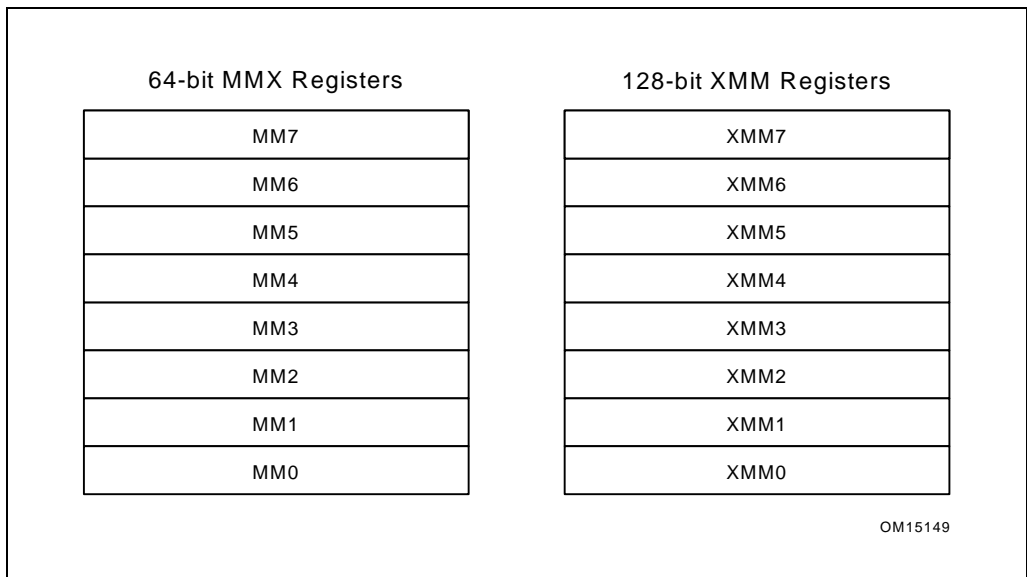 64-bit MMX Registers
MM7
MM6
MM5
MM4
MM3
MM2
MM1
MM0
128-bit XMM Registers
XMM7
XMM6
XMM5
XMM4
XMM3
XMM2
XMM1
XMM0
OM15149